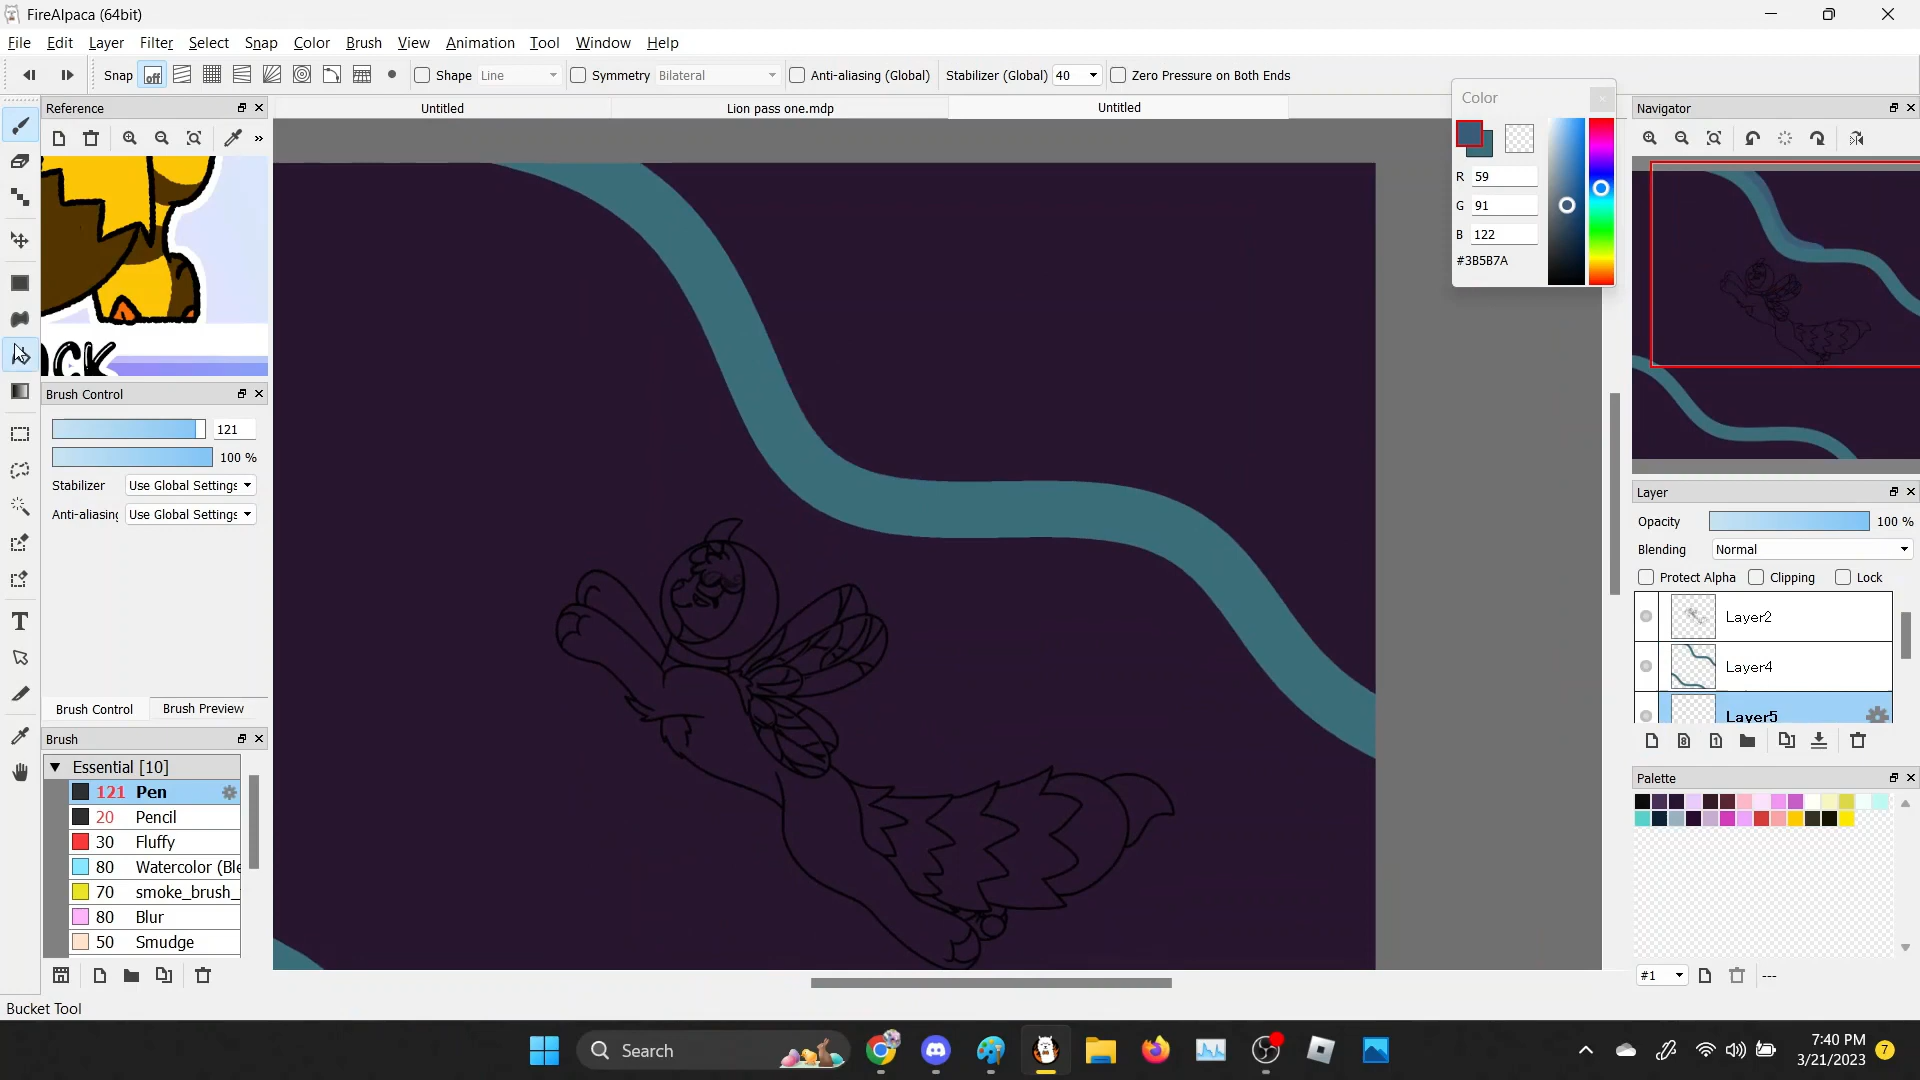 FireAlpaca (64bit)
File Edit Layer Filter Select Snap Color Brush View Animation Tool Window Help
Snap off Shape Line Symmetry Bilateral Anti-aliasing (Global) Stabilizer (Global) 40 Zero Pressure on Both Ends
Reference
Untitled Lion pass one.mdp Untitled
Color
R 59
G 91
B 122
#3B5B7A
Navigator
Brush Control
121
100 %
Stabilizer Use Global Settings
Anti-aliasing Use Global Settings
Brush Control Brush Preview
Brush
Essential [10]
121 Pen
20 Pencil
30 Fluffy
80 Watercolor (Ble
70 smoke_brush_
80 Blur
50 Smudge
Layer
Opacity 100 %
Blending Normal
Protect Alpha Clipping Lock
Layer2
Layer4
Layer5
8 1
Palette
#1 ---
Bucket Tool
Search
7:40 PM
3/21/2023
7